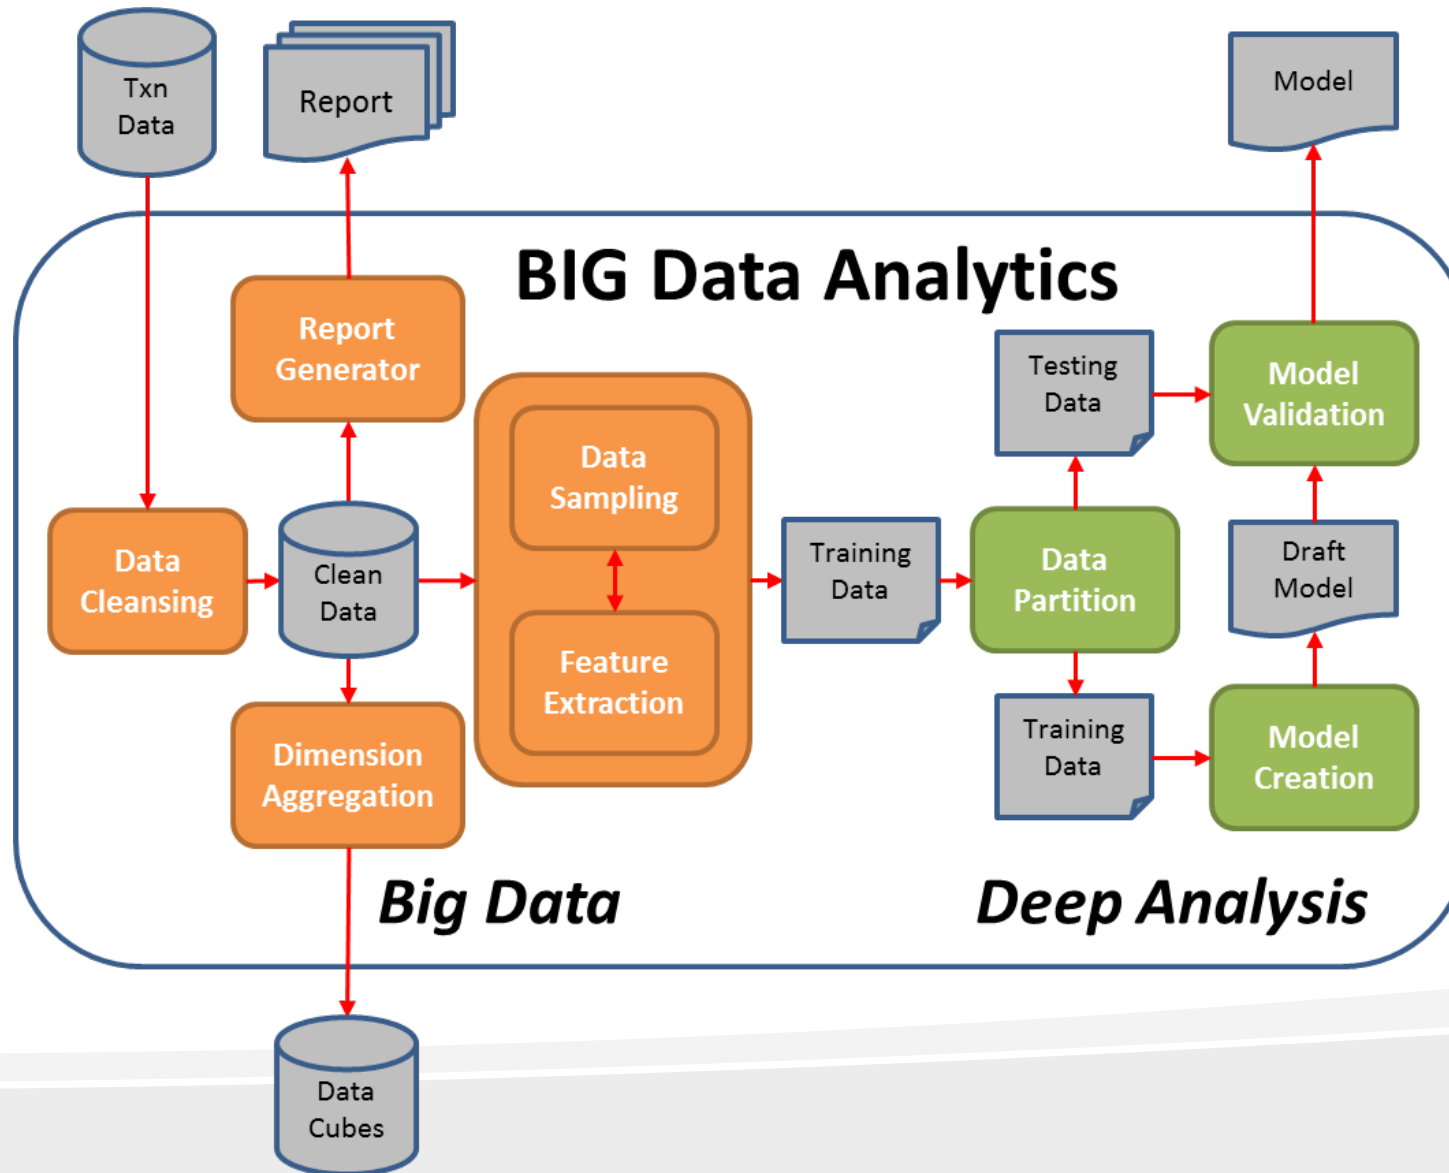 Txn
Data
Report
Model
BIG Data Analytics
Report
Generator
Testing
Data
Model
Validation
Data
Sampling
Data
Cleansing
Clean
Data
Training
Data
Data
Partition
Draft
Model
Feature
Extraction
Dimension
Aggregation
Training
Data
Model
Creation
Big Data
Deep Analysis
Data
Cubes